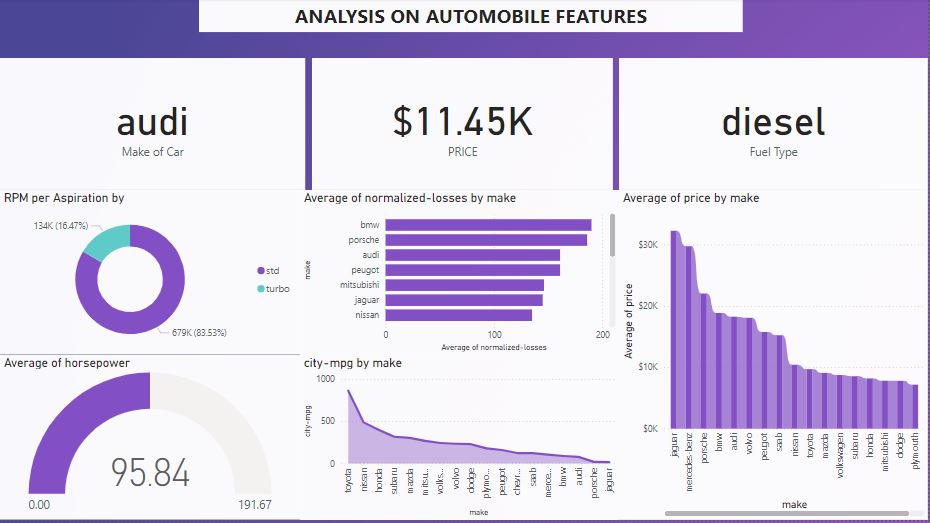 ANALYSIS ON AUTOMOBILE FEATURES
audi
Make of Car
$11.45K
PRICE
diesel
Fuel Type
RPM per Aspiration by
134K (16.47%)
679K (83.53%)
std
turbo
Average of normalized-losses by make
make
bmw
porsche
audi
peugot
mitsubishi
jaguar
nissan
0
100
200
Average of normalized-losses
Average of price by make
Average of price
$30K
$20K
$10K
$0K
jaguar
mercedes-benz
porsche
bmw
audi
volvo
peugot
saab
nissan
toyota
mazda
volkswagen
subaru
honda
mitsubishi
dodge
plymouth
make
Average of horsepower
95.84
0.00
191.67
city-mpg by make
city-mpg
1000
500
0
toyota
nissan
honda
subaru
mazda
mitsu...
volks...
volvo
dodge
plymo...
peugot
chevr...
saab
merce...
bmw
audi
porsche
jaguar
make